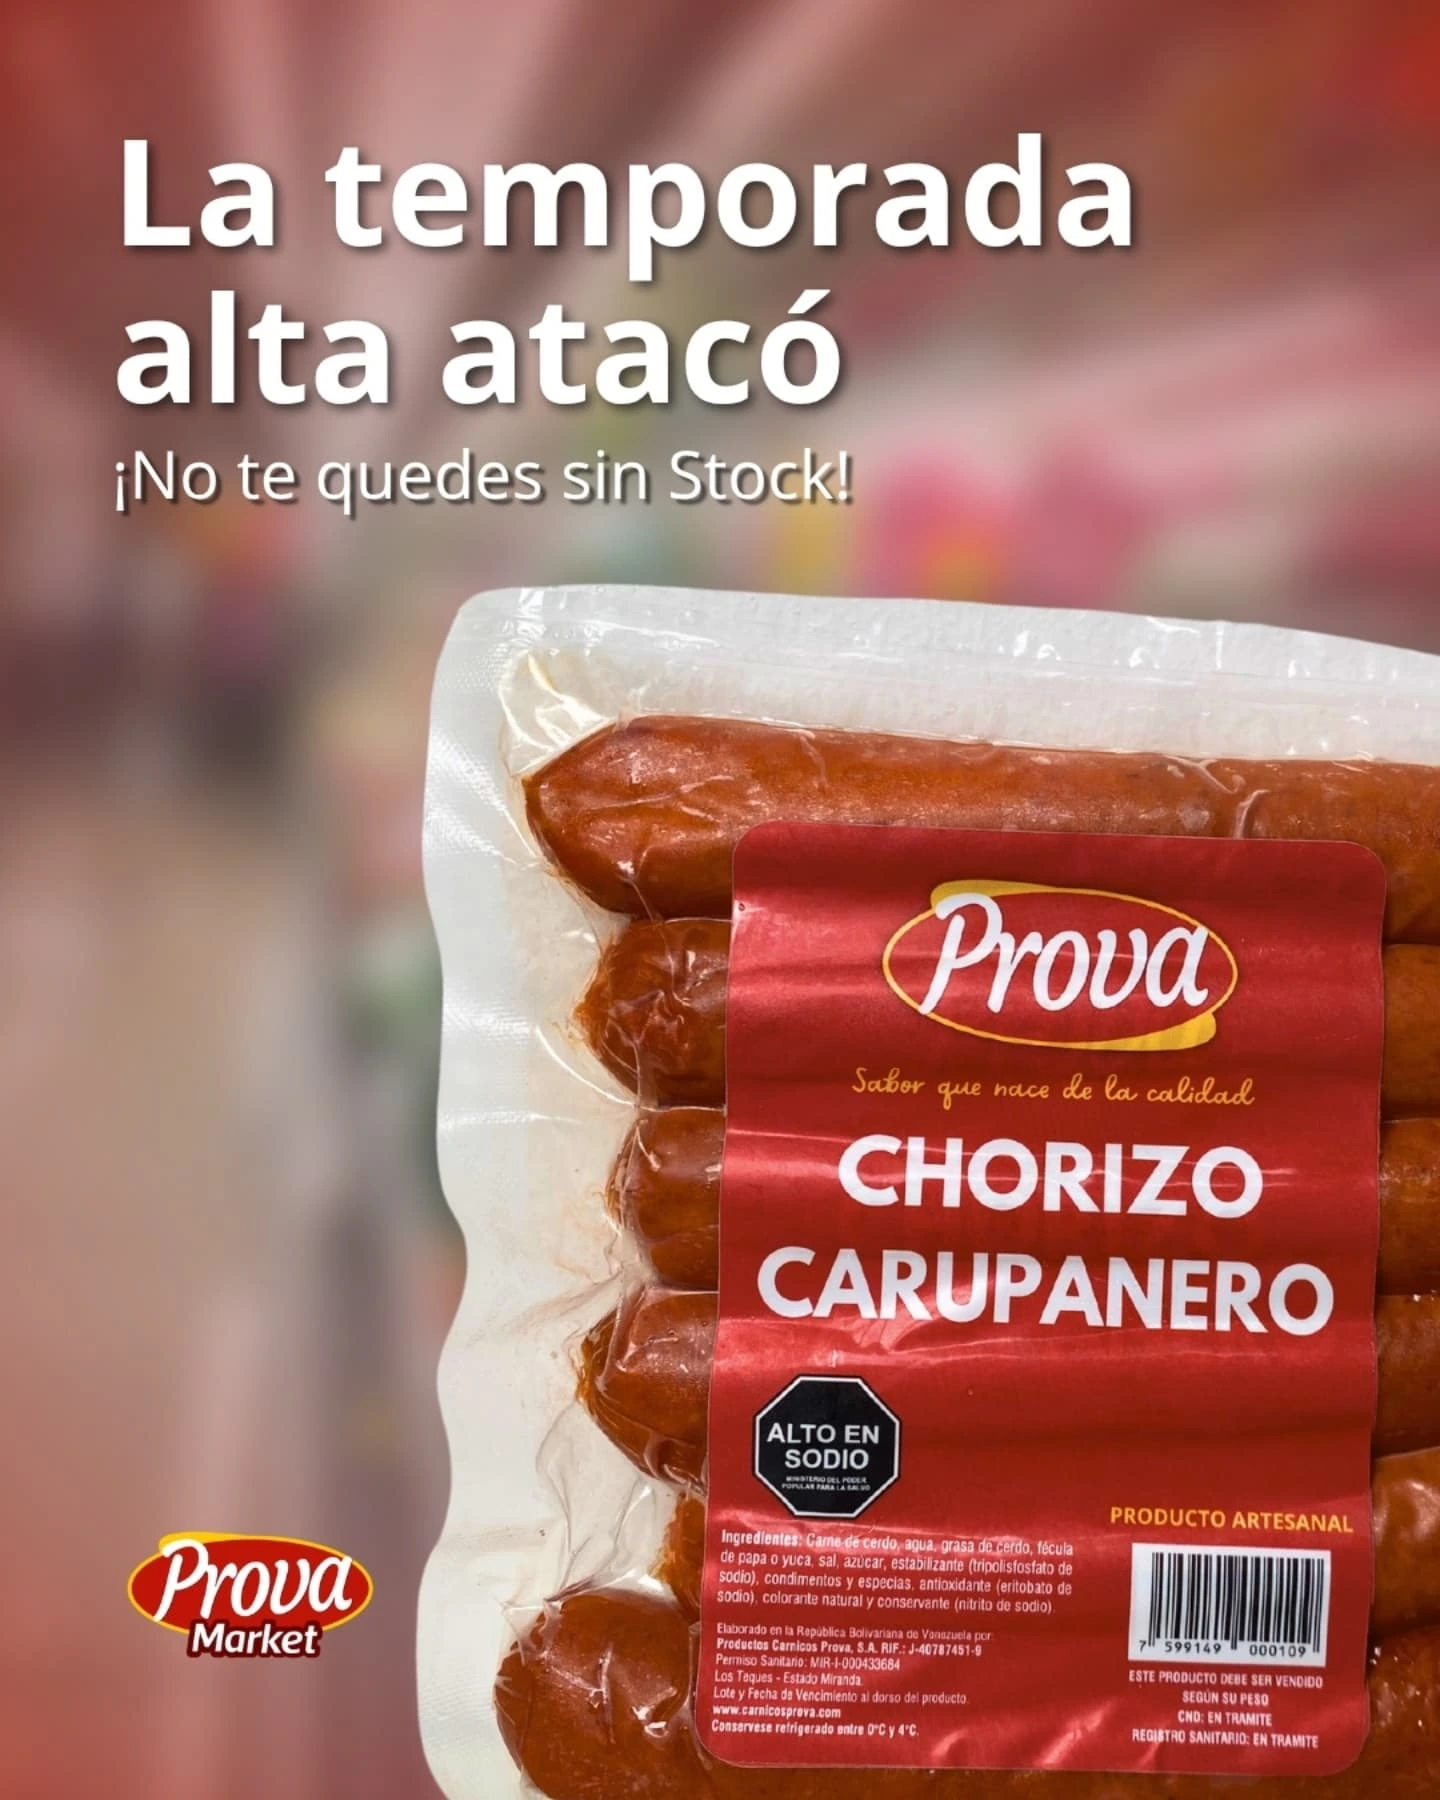 La temporada
alta atacó
¡No te quedes sin Stock!
Prova
Sabor que nace de la calidad
CHORIZO
CARUPANERO
ALTO EN
SODIO
MINISTERIO DEL PODER
POPULAR PARA LA SALUD
PRODUCTO ARTESANAL
Ingredientes: Carne de cerdo, agua, grasa de cerdo, fécula
de papa o yuca, sal, azúcar, estabilizante (tripolisfosfato de
sodio), condimentos y especias, antioxidante (eritobato de
sodio), colorante natural y conservante (nitrito de sodio).
Elaborado en la República Bolivariana de Venezuela por:
Productos Carnicos Prova, S.A. RIF.: J-40787451-9
Permiso Sanitario: MIR-I-000433684
Los Teques - Estado Miranda.
Lote y Fecha de Vencimiento al dorso del producto.
www.carnicosprova.com
Conservese refrigerado entre 0°C y 4°C.
7 599149 000109
ESTE PRODUCTO DEBE SER VENDIDO
SEGÚN SU PESO
CND: EN TRAMITE
REGISTRO SANITARIO: EN TRAMITE
Prova
Market